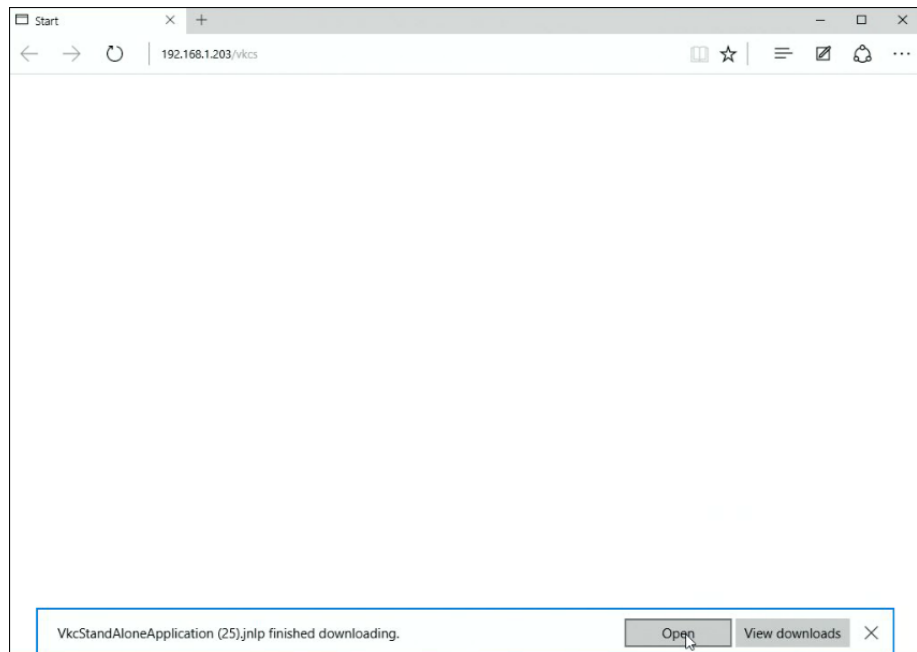 Start
192.168.1.203/vkcs
VkcStandAloneApplication (25).jnlp finished downloading.
Open
View downloads